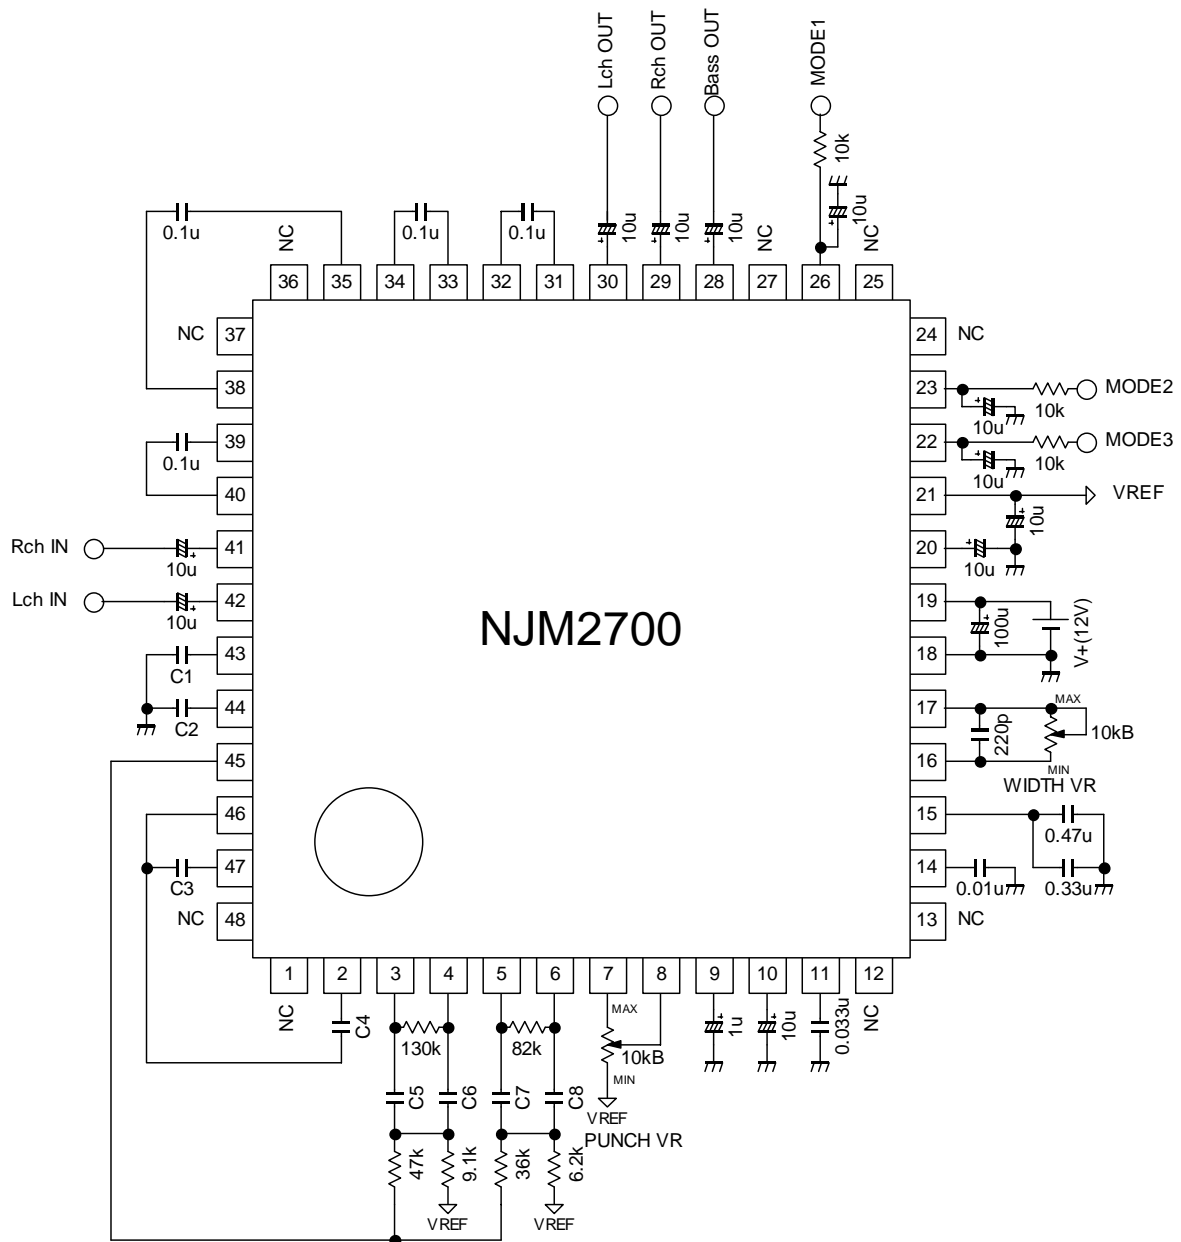 Lch OUT
Rch OUT
Bass OUT
MODE1
10k
10u
0.1u
0.1u
0.1u
10u
10u
10u
NC
NC
NC
36
35
34
33
32
31
30
29
28
27
26
25
NC
37
24
NC
38
23
MODE2
10k
10u
39
0.1u
22
MODE3
10k
10u
40
21
VREF
10u
Rch IN
10u
41
20
10u
Lch IN
10u
42
NJM2700
19
100u
V+(12V)
43
C1
18
44
C2
17
MAX
220p
10kB
45
16
MIN
WIDTH VR
46
15
0.47u
47
C3
14
0.01u
0.33u
NC
48
13
NC
1
2
3
4
5
6
7
8
9
10
11
12
NC
C4
130k
82k
MAX
10kB
MIN
1u
10u
0.033u
NC
C5
C6
C7
C8
VREF
PUNCH VR
47k
9.1k
36k
6.2k
VREF
VREF